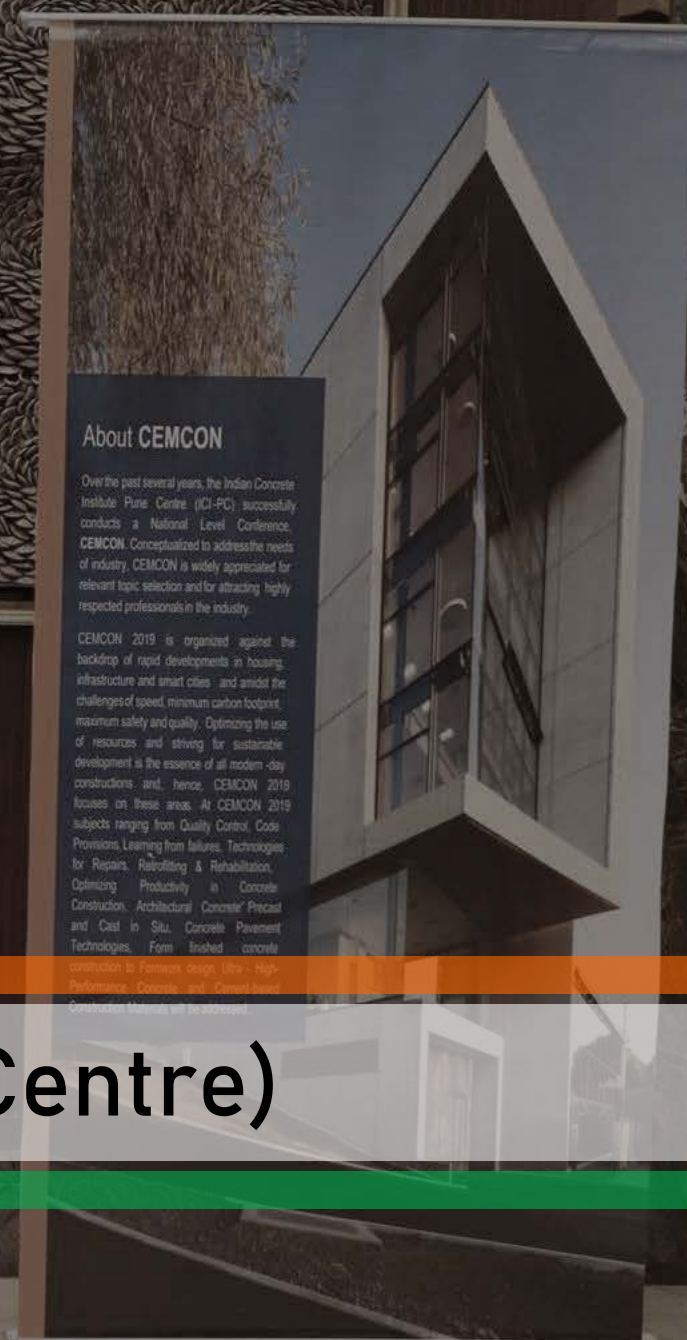 About CEMCON
Over the past several years, the Indian Concrete
Institute Pune Centre (ICI-PC) successfully
conducts a National Level Conference,
CEMCON. Conceptualized to address the needs
of industry, CEMCON is widely appreciated for
relevant topic selection and for attracting highly
respected professionals in the industry.
CEMCON 2019 is organized against the
backdrop of rapid developments in housing,
infrastructure and smart cities and amidst the
challenges of speed, minimum carbon footprint,
maximum safety and quality. Optimizing the use
of resources and striving for sustainable
development is the essence of all modern -day
constructions and, hence, CEMCON 2019
focuses on these areas. At CEMCON 2019
subjects ranging from Quality Control, Code
Provisions, Learning from failures, Technologies
for Repairs, Retrofitting & Rehabilitation,
Optimizing Productivity in Concrete
Construction, Architectural Concrete' Precast
and Cast in Situ, Concrete Pavement
Technologies, Form finished concrete
construction to Formwork design, Ultra - High-
Performance Concrete and Cement-based
Construction Materials will be addressed.
Centre)